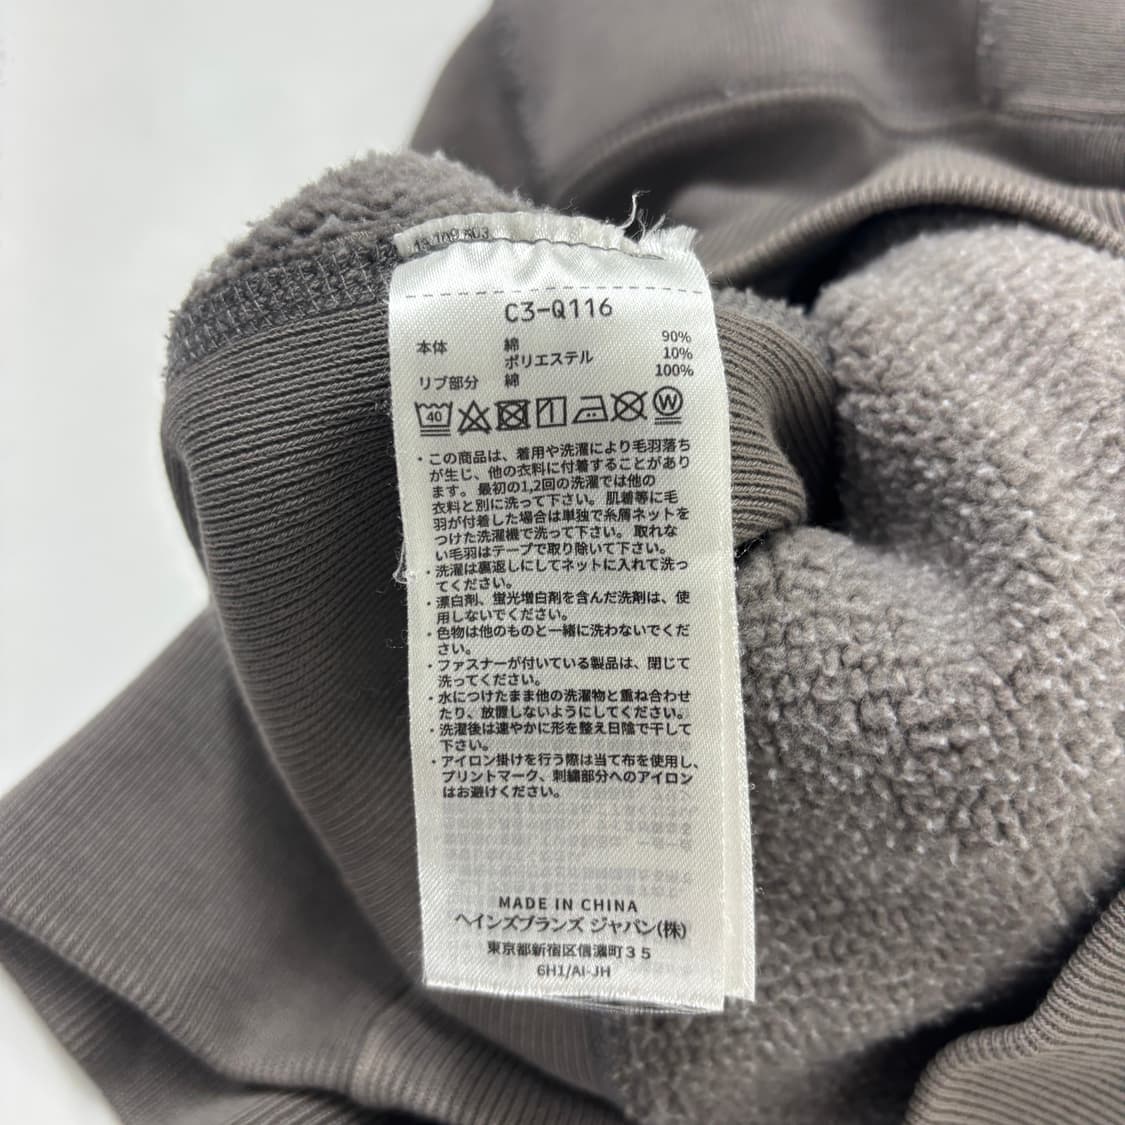 C3-Q116
本体 綿 90%
ポリエステル 10%
リブ部分 綿 100%
40 W
・この商品は、着用や洗濯により毛羽落ち
が生じ、他の衣料に付着することがあり
ます。最初の1,2回の洗濯では他の
衣料と別に洗って下さい。肌着等に毛
羽が付着した場合は単独で糸屑ネットを
つけた洗濯機で洗って下さい。取れな
い毛羽はテープで取り除いて下さい。
・洗濯は裏返しにしてネットに入れて洗っ
てください。
・漂白剤、蛍光増白剤を含んだ洗剤は、使
用しないでください。
・色物は他のものと一緒に洗わないでくだ
さい。
・ファスナーが付いている製品は、閉じて
洗ってください。
・水につけたまま他の洗濯物と重ね合わせ
たり、放置しないようにしてください。
・洗濯後は速やかに形を整え日陰で干して
下さい。
・アイロン掛けを行う際は当て布を使用し、
プリントマーク、刺繍部分へのアイロン
はお避けください。
MADE IN CHINA
ヘインズブランズ ジャパン(株)
東京都新宿区信濃町35
6H1/AI-JH